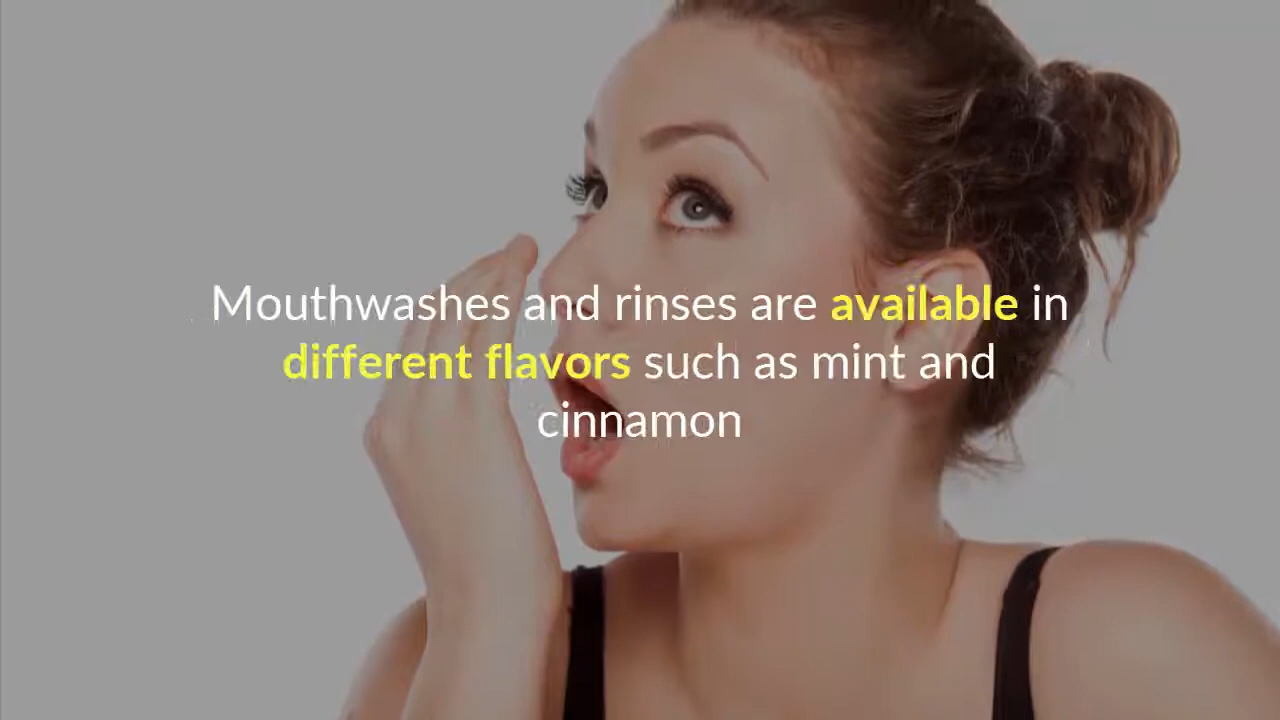 Mouthwashes and rinses are available in
different flavors such as mint and
cinnamon